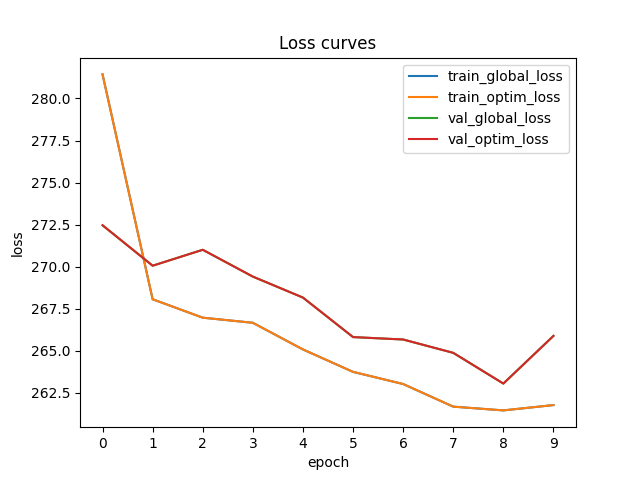 Loss curves
train_global_loss
train_optim_loss
val_global_loss
val_optim_loss
280.0
277.5
275.0
272.5
270.0
267.5
265.0
262.5
loss
0 1 2 3 4 5 6 7 8 9
epoch